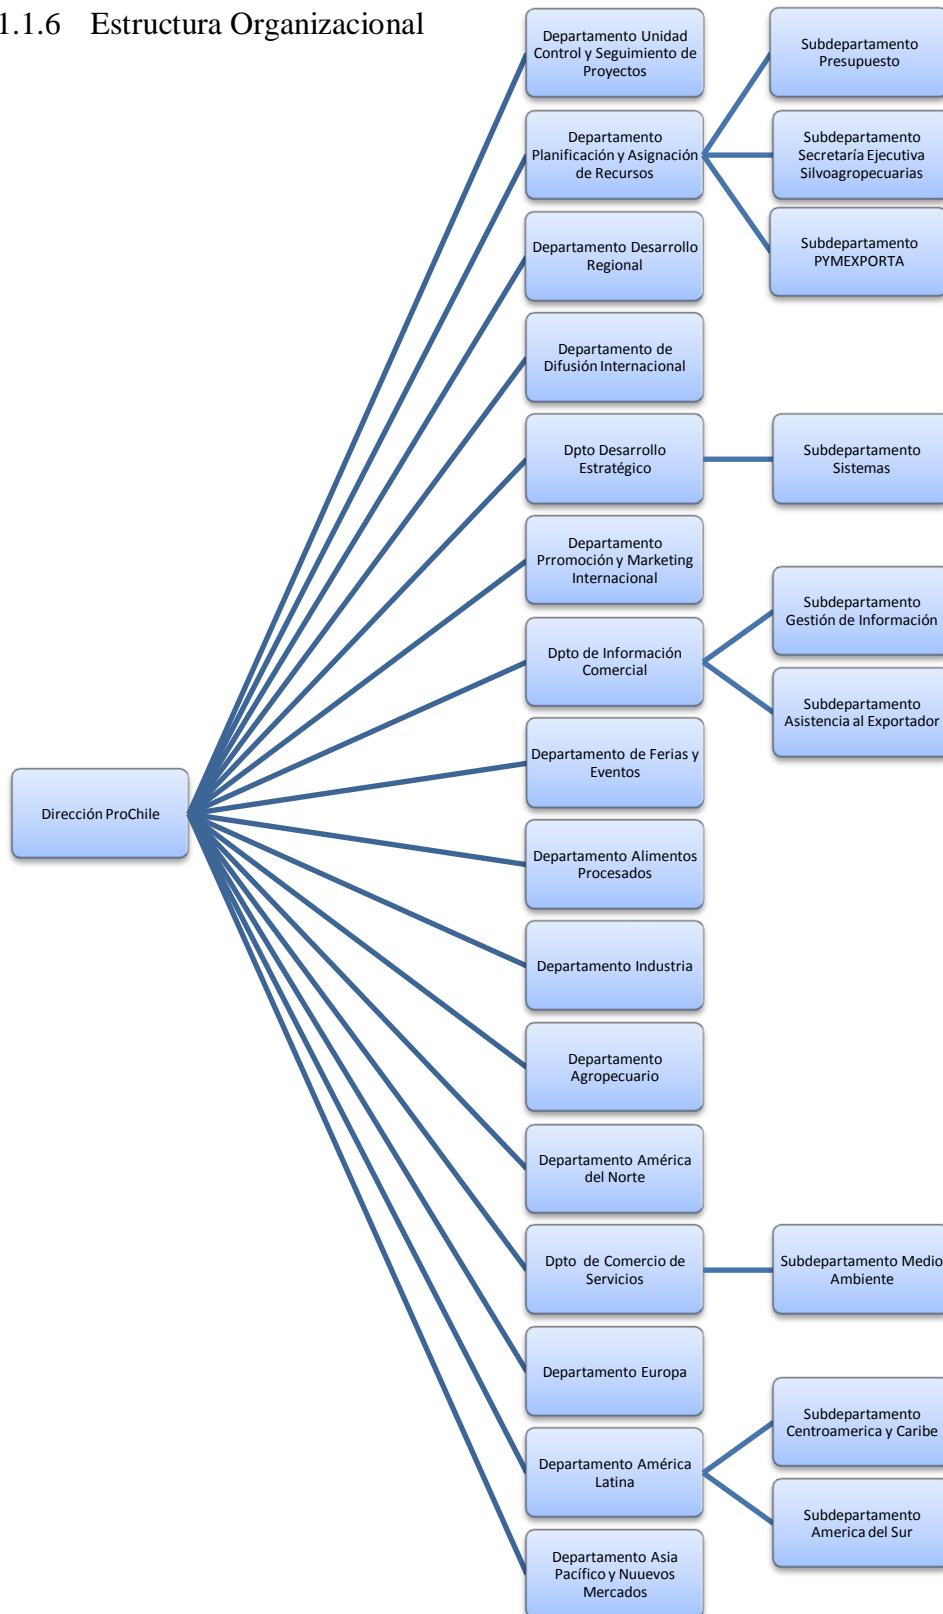 1.1.6 Estructura Organizacional
Departamento Unidad
Control y Seguimiento de
Proyectos
Subdepartamento
Presupuesto
Departamento
Planificación y Asignación
de Recursos
Subdepartamento
Secretaría Ejecutiva
Silvoagropecuarias
Subdepartamento
PYMEXPORTA
Departamento Desarrollo
Regional
Departamento de
Difusión Internacional
Dpto Desarrollo
Estratégico
Subdepartamento
Sistemas
Departamento
Prromoción y Marketing
Internacional
Subdepartamento
Gestión de Información
Dpto de Información
Comercial
Subdepartamento
Asistencia al Exportador
Departamento de Ferias y
Eventos
Dirección ProChile
Departamento Alimentos
Procesados
Departamento Industria
Departamento
Agropecuario
Departamento América
del Norte
Dpto de Comercio de
Servicios
Subdepartamento Medio
Ambiente
Departamento Europa
Subdepartamento
Centroamerica y Caribe
Departamento América
Latina
Subdepartamento
America del Sur
Departamento Asia
Pacífico y Nuuevos
Mercados